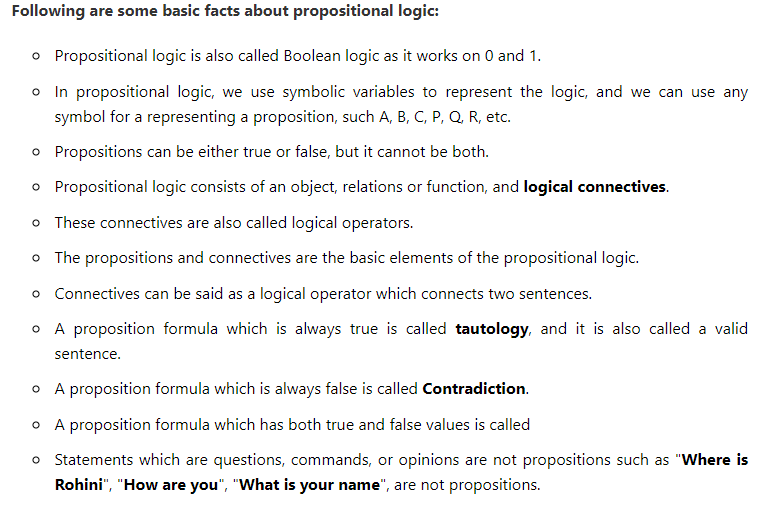 Following are some basic facts about propositional logic:
Propositional logic is also called Boolean logic as it works on 0 and 1.
In propositional logic, we use symbolic variables to represent the logic, and we can use any
symbol for a representing a proposition, such A, B, C, P, Q, R, etc.
Propositions can be either true or false, but it cannot be both.
Propositional logic consists of an object, relations or function, and logical connectives.
These connectives are also called logical operators.
The propositions and connectives are the basic elements of the propositional logic.
Connectives can be said as a logical operator which connects two sentences.
A proposition formula which is always true is called tautology, and it is also called a valid
sentence.
A proposition formula which is always false is called Contradiction.
A proposition formula which has both true and false values is called
Statements which are questions, commands, or opinions are not propositions such as "Where is
Rohini", "How are you", "What is your name", are not propositions.